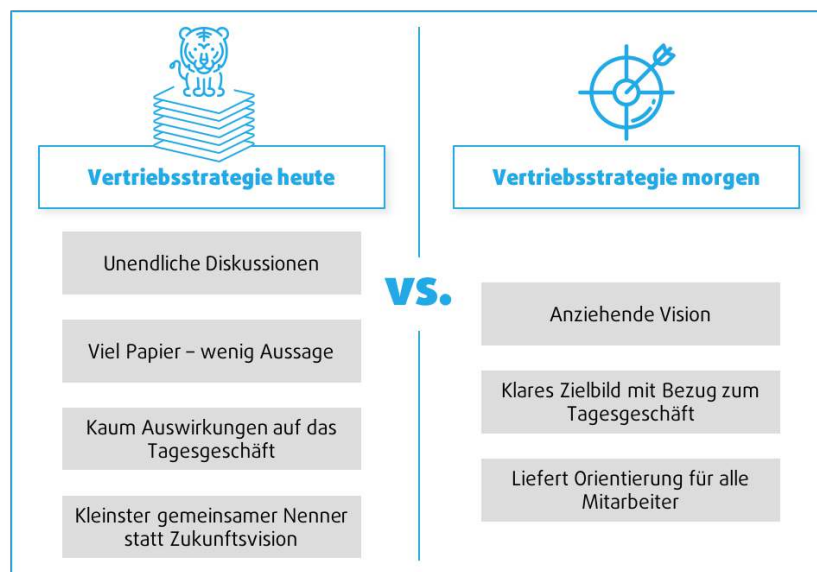 Vertriebsstrategie heute
Unendliche Diskussionen
Viel Papier – wenig Aussage
Kaum Auswirkungen auf das
Tagesgeschäft
Kleinster gemeinsamer Nenner
statt Zukunftsvision
vs.
Vertriebsstrategie morgen
Anziehende Vision
Klares Zielbild mit Bezug zum
Tagesgeschäft
Liefert Orientierung für alle
Mitarbeiter